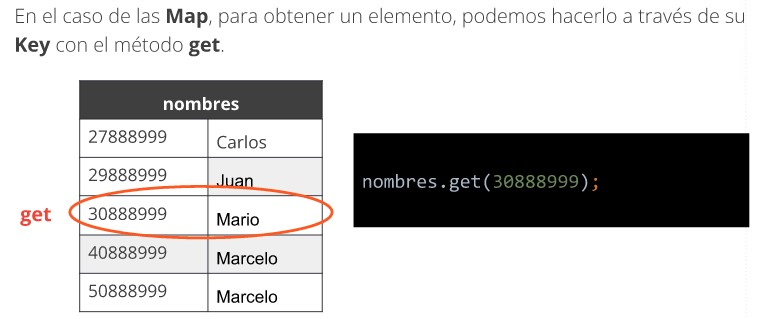 En el caso de las Map, para obtener un elemento, podemos hacerlo a través de su
Key con el método get.
nombres
27888999 Carlos
29888999 Juan
get 30888999 Mario
40888999 Marcelo
50888999 Marcelo
nombres.get(30888999);